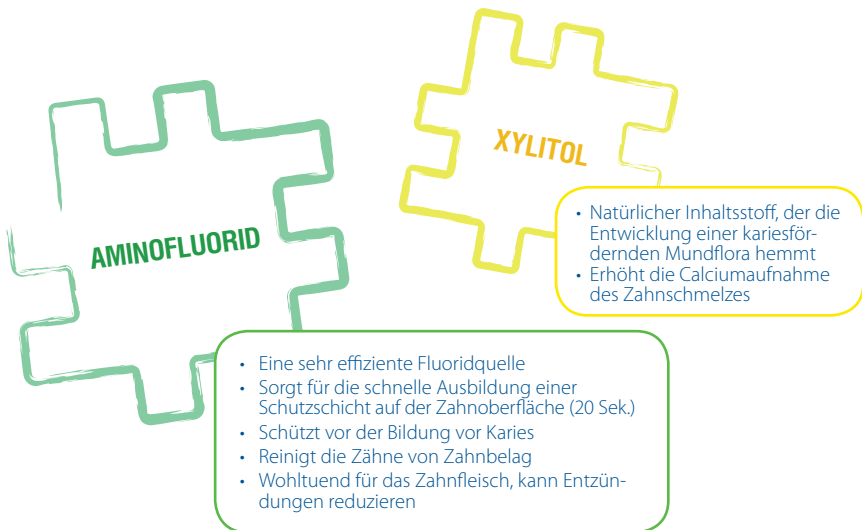 XYLITOL
• Natürlicher Inhaltsstoff, der die
Entwicklung einer kariesför-
dernden Mundflora hemmt
• Erhöht die Calciumaufnahme
des Zahnschmelzes
AMINOFLUORID
• Eine sehr effiziente Fluoridquelle
• Sorgt für die schnelle Ausbildung einer
Schutzschicht auf der Zahnoberfläche (20 Sek.)
• Schützt vor der Bildung vor Karies
• Reinigt die Zähne von Zahnbelag
• Wohltuend für das Zahnfleisch, kann Entzün-
dungen reduzieren